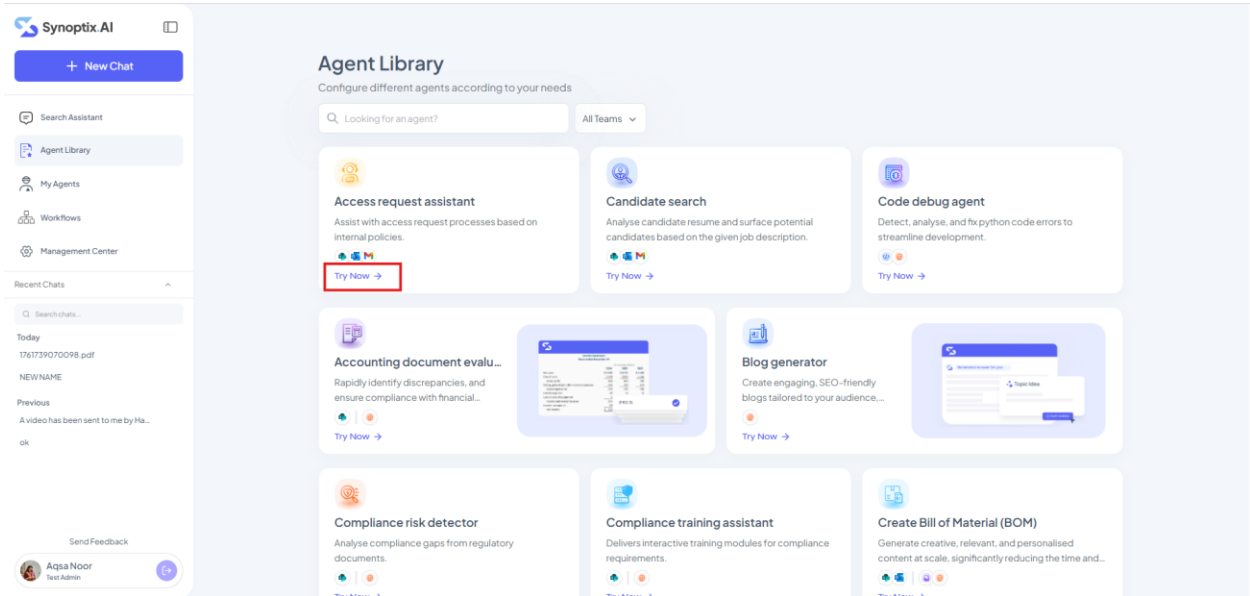 Synoptix.AI
+ New Chat
Search Assistant
Agent Library
My Agents
Workflows
Management Center
Recent Chats
Search chats...
Today
1761739070098.pdf
NEW NAME
Previous
A video has been sent to me by Ha...
ok
Send Feedback
Aqsa Noor
Test Admin
Agent Library
Configure different agents according to your needs
Looking for an agent?
All Teams
Access request assistant
Assist with access request processes based on
internal policies.
Try Now →
Candidate search
Analyse candidate resume and surface potential
candidates based on the given job description.
Try Now →
Code debug agent
Detect, analyse, and fix python code errors to
streamline development.
Try Now →
Accounting document evalu...
Rapidly identify discrepancies, and
ensure compliance with financial...
Try Now →
Blog generator
Create engaging, SEO-friendly
blogs tailored to your audience,...
Try Now →
Topic Idea
Compliance risk detector
Analyse compliance gaps from regulatory
documents.
Try Now
Compliance training assistant
Delivers interactive training modules for compliance
requirements.
Try Now
Create Bill of Material (BOM)
Generate creative, relevant, and personalised
content at scale, significantly reducing the time and...
Try Now